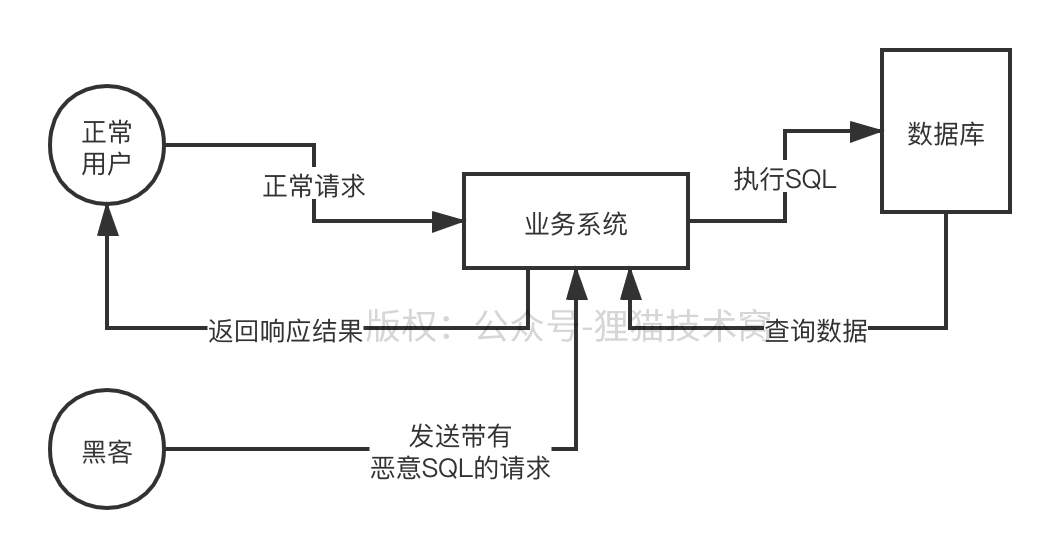 正常
用户
正常请求
业务系统
执行SQL
数据库
返回响应结果
查询数据
版权：公众号-狸猫技术窝
黑客
发送带有
恶意SQL的请求